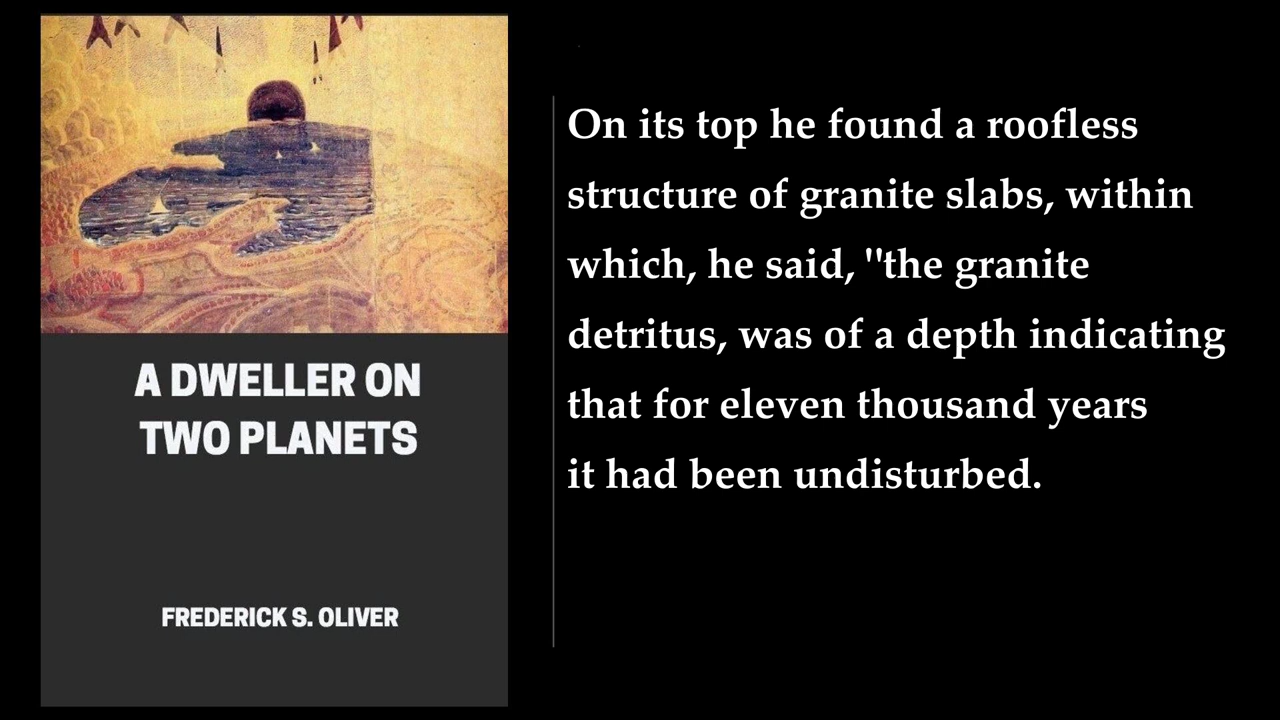 A DWELLER ON
TWO PLANETS
FREDERICK S. OLIVER
On its top he found a roofless
structure of granite slabs, within
which, he said, "the granite
detritus, was of a depth indicating
that for eleven thousand years
it had been undisturbed.